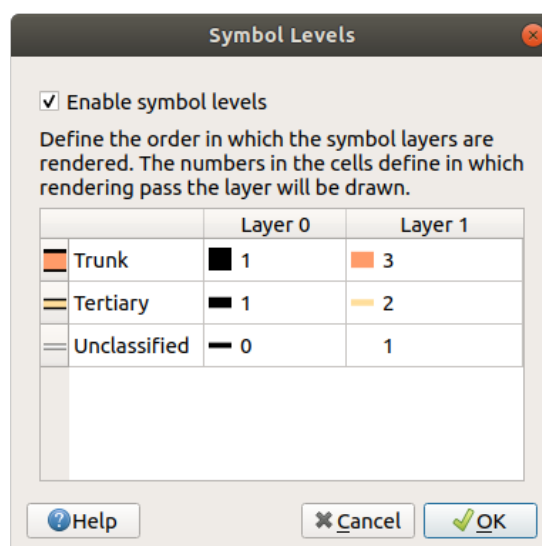 Symbol Levels
Enable symbol levels
Define the order in which the symbol layers are
rendered. The numbers in the cells define in which
rendering pass the layer will be drawn.
Layer 0 Layer 1
Trunk 1 3
Tertiary 1 2
Unclassified 0 1
Help Cancel OK